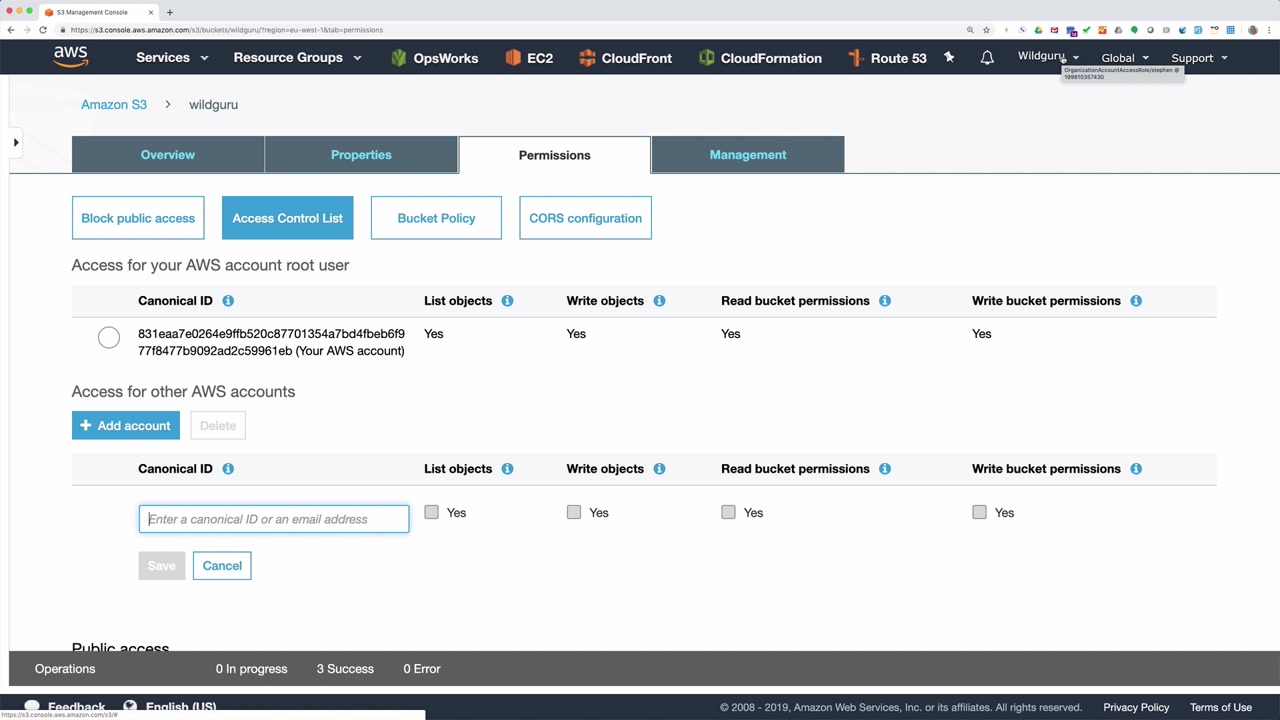 S3 Management Console
https://s3.console.aws.amazon.com/s3/buckets/wildguru/?region=eu-west-1&tab=permissions
aws
Services
Resource Groups
OpsWorks
EC2
CloudFront
CloudFormation
Route 53
Wildguru
Global
Support
OrganizationAccountAccessRole/stephen @
199810357430
Amazon S3 > wildguru
Overview
Properties
Permissions
Management
Block public access
Access Control List
Bucket Policy
CORS configuration
Access for your AWS account root user
Canonical ID
List objects
Write objects
Read bucket permissions
Write bucket permissions
831eaa7e0264e9ffb520c87701354a7bd4fbeb6f9
77f8477b9092ad2c59961eb (Your AWS account)
Yes
Yes
Yes
Yes
Access for other AWS accounts
+ Add account
Delete
Canonical ID
List objects
Write objects
Read bucket permissions
Write bucket permissions
Enter a canonical ID or an email address
Yes
Yes
Yes
Yes
Save
Cancel
Public access
Operations
0 In progress
3 Success
0 Error
Feedback
English (US)
© 2008 - 2019, Amazon Web Services, Inc. or its affiliates. All rights reserved.
Privacy Policy
Terms of Use
https://s3.console.aws.amazon.com/s3/#